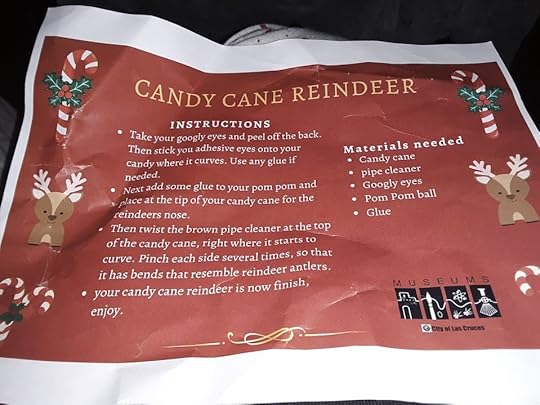 CANDY CANE REINDEER
INSTRUCTIONS
• Take your googly eyes and peel off the back.
Then stick you adhesive eyes onto your
candy where it curves. Use any glue if
needed.
• Next add some glue to your pom pom and
place at the tip of your candy cane for the
reindeers nose.
• Then twist the brown pipe cleaner at the top
of the candy cane, right where it starts to
curve. Pinch each side several times, so that
it has bends that resemble reindeer antlers.
• your candy cane reindeer is now finish,
enjoy.
Materials needed
• Candy cane
• pipe cleaner
• Googly eyes
• Pom Pom ball
• Glue
MUSEUMS
City of Las Cruces